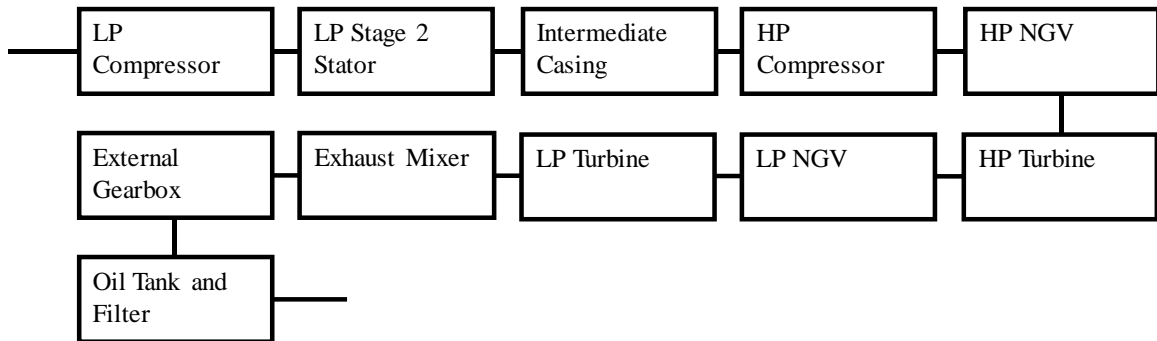 LP
Compressor
LP Stage 2
Stator
Intermediate
Casing
HP
Compressor
HP NGV
External
Gearbox
Exhaust Mixer
LP Turbine
LP NGV
HP Turbine
Oil Tank and
Filter